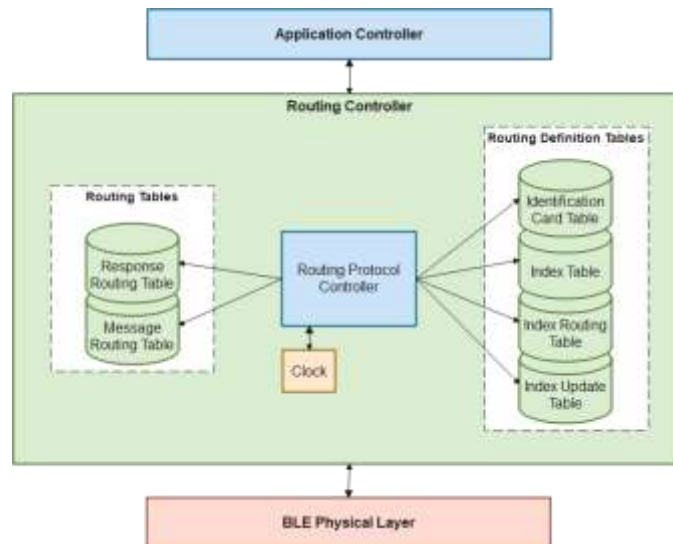 Application Controller
Routing Controller
Routing Definition Tables
Identification
Card Table
Index Table
Index Routing
Table
Index Update
Table
Routing Tables
Response
Routing Table
Message
Routing Table
Routing Protocol
Controller
Clock
BLE Physical Layer